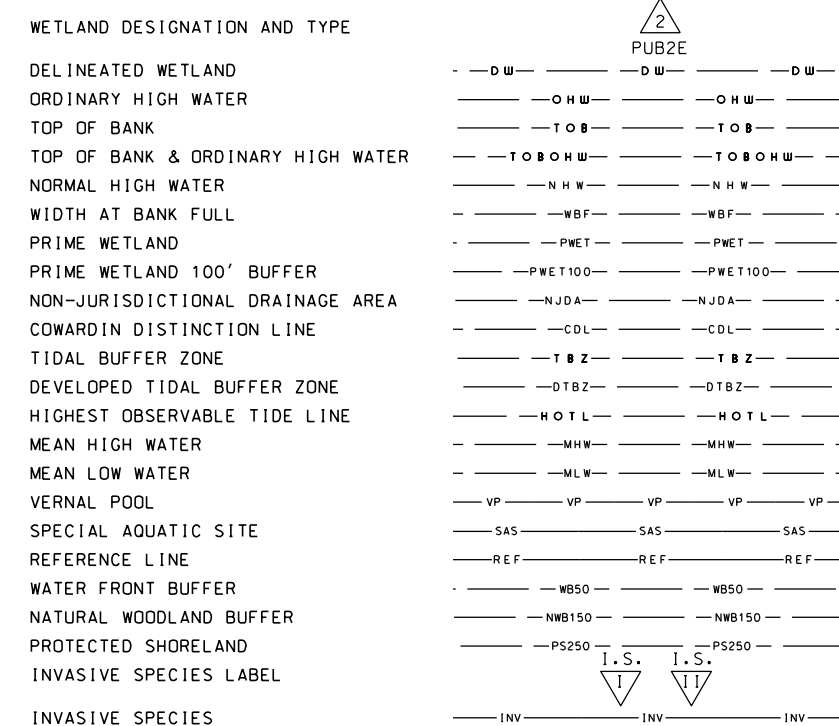 WETLAND DESIGNATION AND TYPE 2
PUB2E
DELINEATED WETLAND DW DW DW
ORDINARY HIGH WATER OHW OHW
TOP OF BANK TOB TOB
TOP OF BANK & ORDINARY HIGH WATER TOBOHW TOBOHW
NORMAL HIGH WATER NHW NHW
WIDTH AT BANK FULL WBF WBF
PRIME WETLAND PWET PWET
PRIME WETLAND 100' BUFFER PWET100 PWET100
NON-JURISDICTIONAL DRAINAGE AREA NJDA NJDA
COWARDIN DISTINCTION LINE CDL CDL
TIDAL BUFFER ZONE TBZ TBZ
DEVELOPED TIDAL BUFFER ZONE DTBZ DTBZ
HIGHEST OBSERVABLE TIDE LINE HOTL HOTL
MEAN HIGH WATER MHW MHW
MEAN LOW WATER MLW MLW
VERNAL POOL VP VP VP VP VP
SPECIAL AQUATIC SITE SAS SAS SAS
REFERENCE LINE REF REF REF
WATER FRONT BUFFER WB50 WB50
NATURAL WOODLAND BUFFER NWB150 NWB150
PROTECTED SHORELAND PS250 PS250
I.S. I.S.
INVASIVE SPECIES LABEL I II
INVASIVE SPECIES INV INV INV